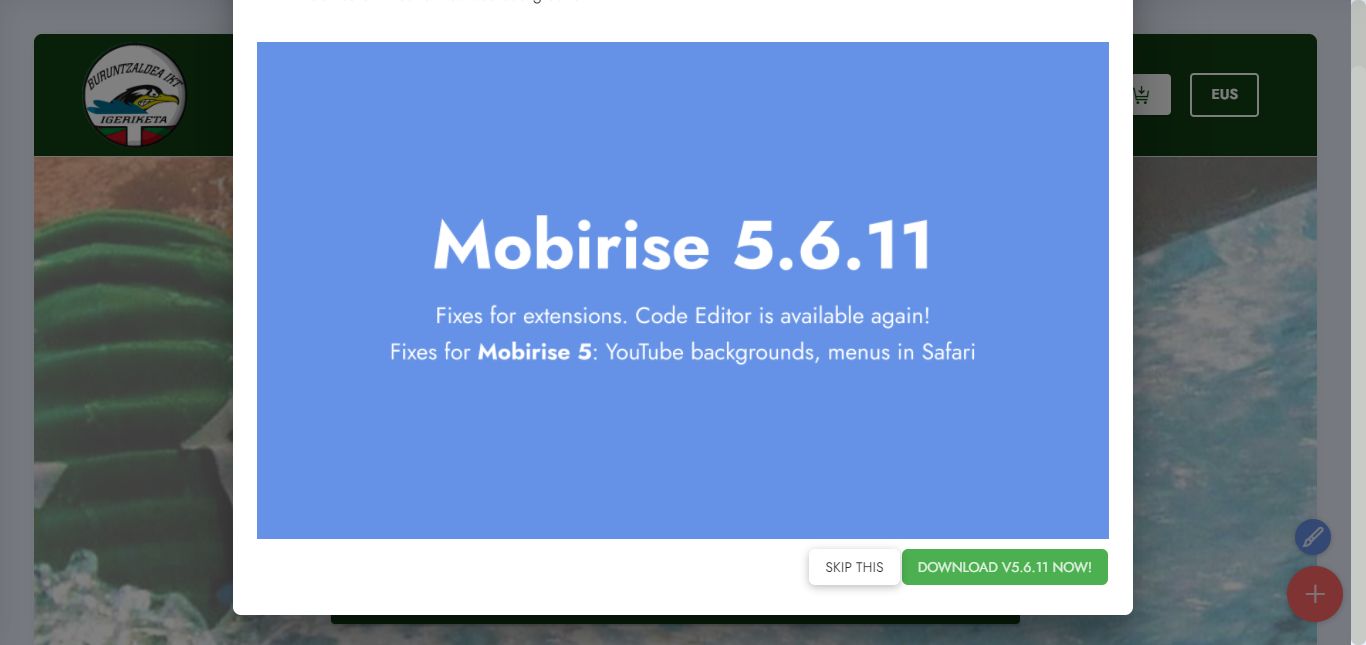 BURUNTZALDEA IKT
IGERIKETA
EUS
Mobirise 5.6.11
Fixes for extensions. Code Editor is available again!
Fixes for Mobirise 5: YouTube backgrounds, menus in Safari
SKIP THIS
DOWNLOAD V5.6.11 NOW!